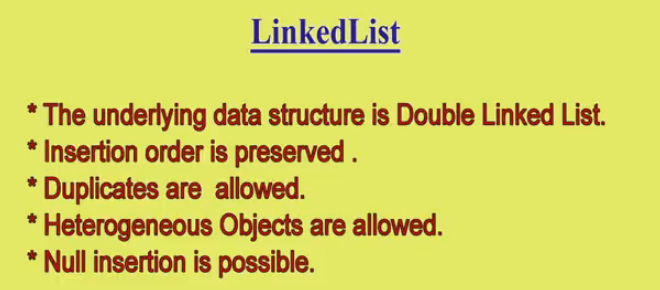 LinkedList
* The underlying data structure is Double Linked List.
* Insertion order is preserved .
* Duplicates are  allowed.
* Heterogeneous Objects are allowed.
* Null insertion is possible.